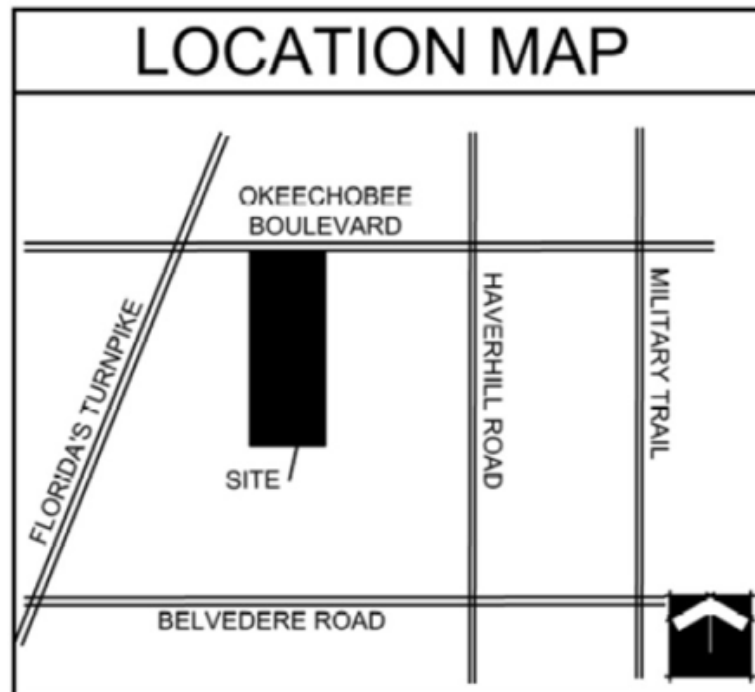 LOCATION MAP
OKEECHOBEE
BOULEVARD
FLORIDA'S TURNPIKE
HAVERHILL ROAD
MILITARY TRAIL
SITE
BELVEDERE ROAD